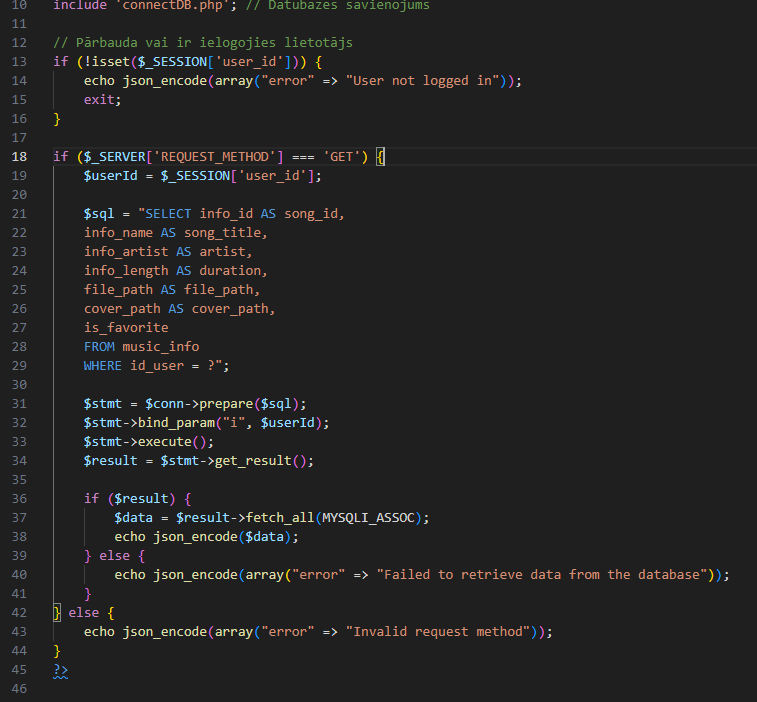 10 include 'connectDB.php'; // Datubāzes savienojums
11
12 // Pārbauda vai ir ielogojies lietotājs
13 if (!isset($_SESSION['user_id'])) {
14     echo json_encode(array("error" => "User not logged in"));
15     exit;
16 }
17
18 if ($_SERVER['REQUEST_METHOD'] === 'GET') {
19     $userId = $_SESSION['user_id'];
20
21     $sql = "SELECT info_id AS song_id,
22     info_name AS song_title,
23     info_artist AS artist,
24     info_length AS duration,
25     file_path AS file_path,
26     cover_path AS cover_path,
27     is_favorite
28     FROM music_info
29     WHERE id_user = ?";
30
31     $stmt = $conn->prepare($sql);
32     $stmt->bind_param("i", $userId);
33     $stmt->execute();
34     $result = $stmt->get_result();
35
36     if ($result) {
37         $data = $result->fetch_all(MYSQLI_ASSOC);
38         echo json_encode($data);
39     } else {
40         echo json_encode(array("error" => "Failed to retrieve data from the database"));
41     }
42 } else {
43     echo json_encode(array("error" => "Invalid request method"));
44 }
45 ?>
46